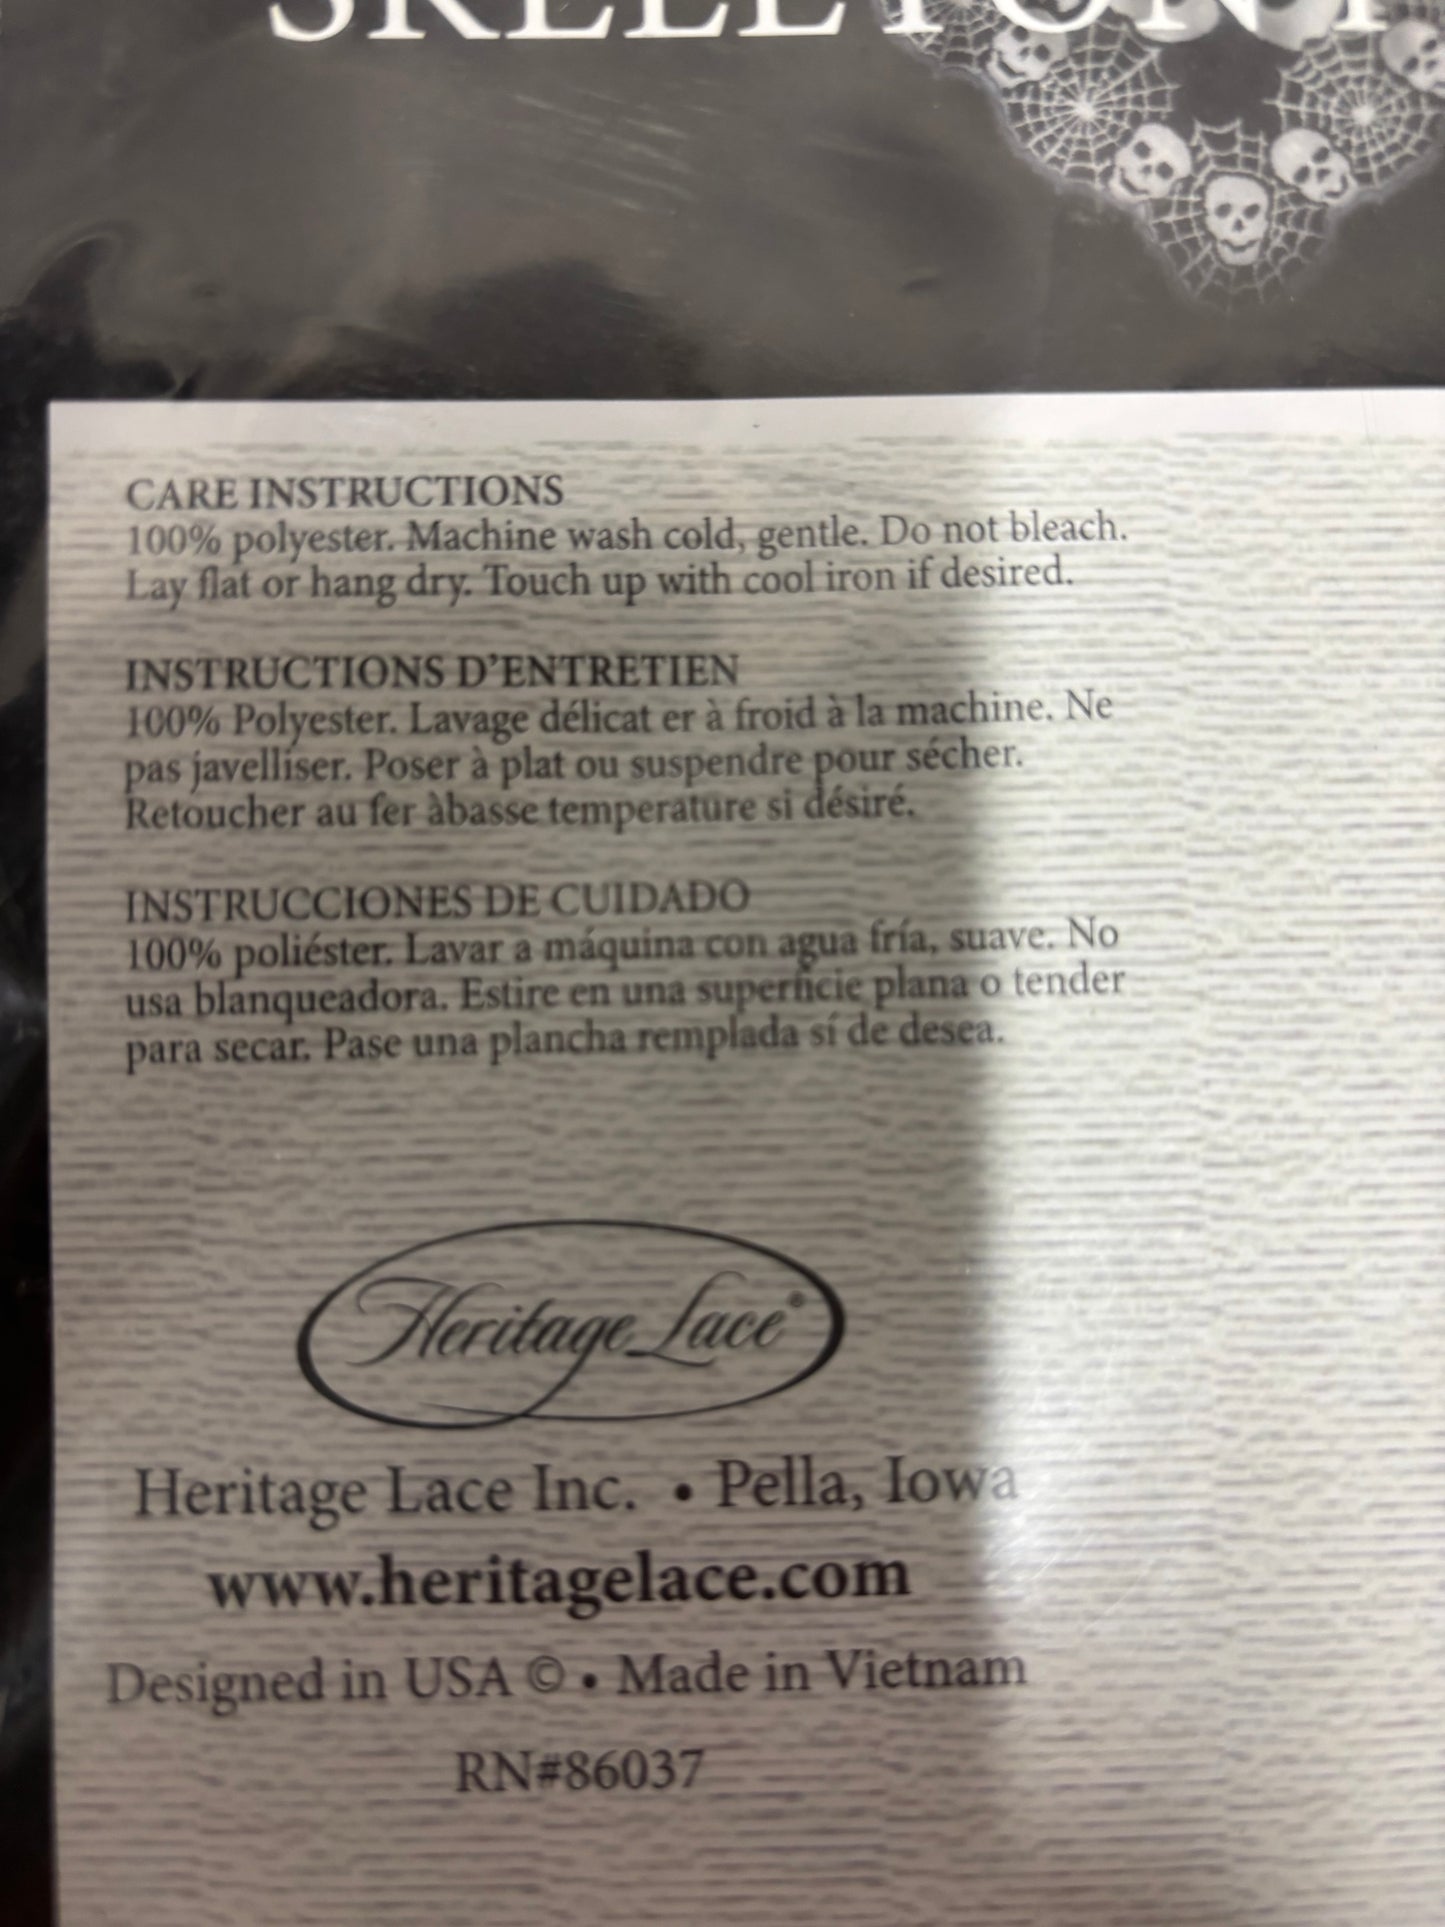 CARE INSTRUCTIONS
100% polyester. Machine wash cold, gentle. Do not bleach.
Lay flat or hang dry. Touch up with cool iron if desired.
INSTRUCTIONS D'ENTRETIEN
100% Polyester. Lavage délicat er à froid à la machine. Ne
pas javelliser. Poser à plat ou suspendre pour sécher.
Retoucher au fer àbasse temperature si désiré.
INSTRUCCIONES DE CUIDADO
100% poliéster. Lavar a máquina con agua fría, suave. No
usa blanqueadora. Estire en una superficie plana o tender
para secar. Pase una plancha remplada sí de desea.
Heritage Lace®
Heritage Lace Inc. • Pella, Iowa
www.heritagelace.com
Designed in USA © • Made in Vietnam
RN#86037